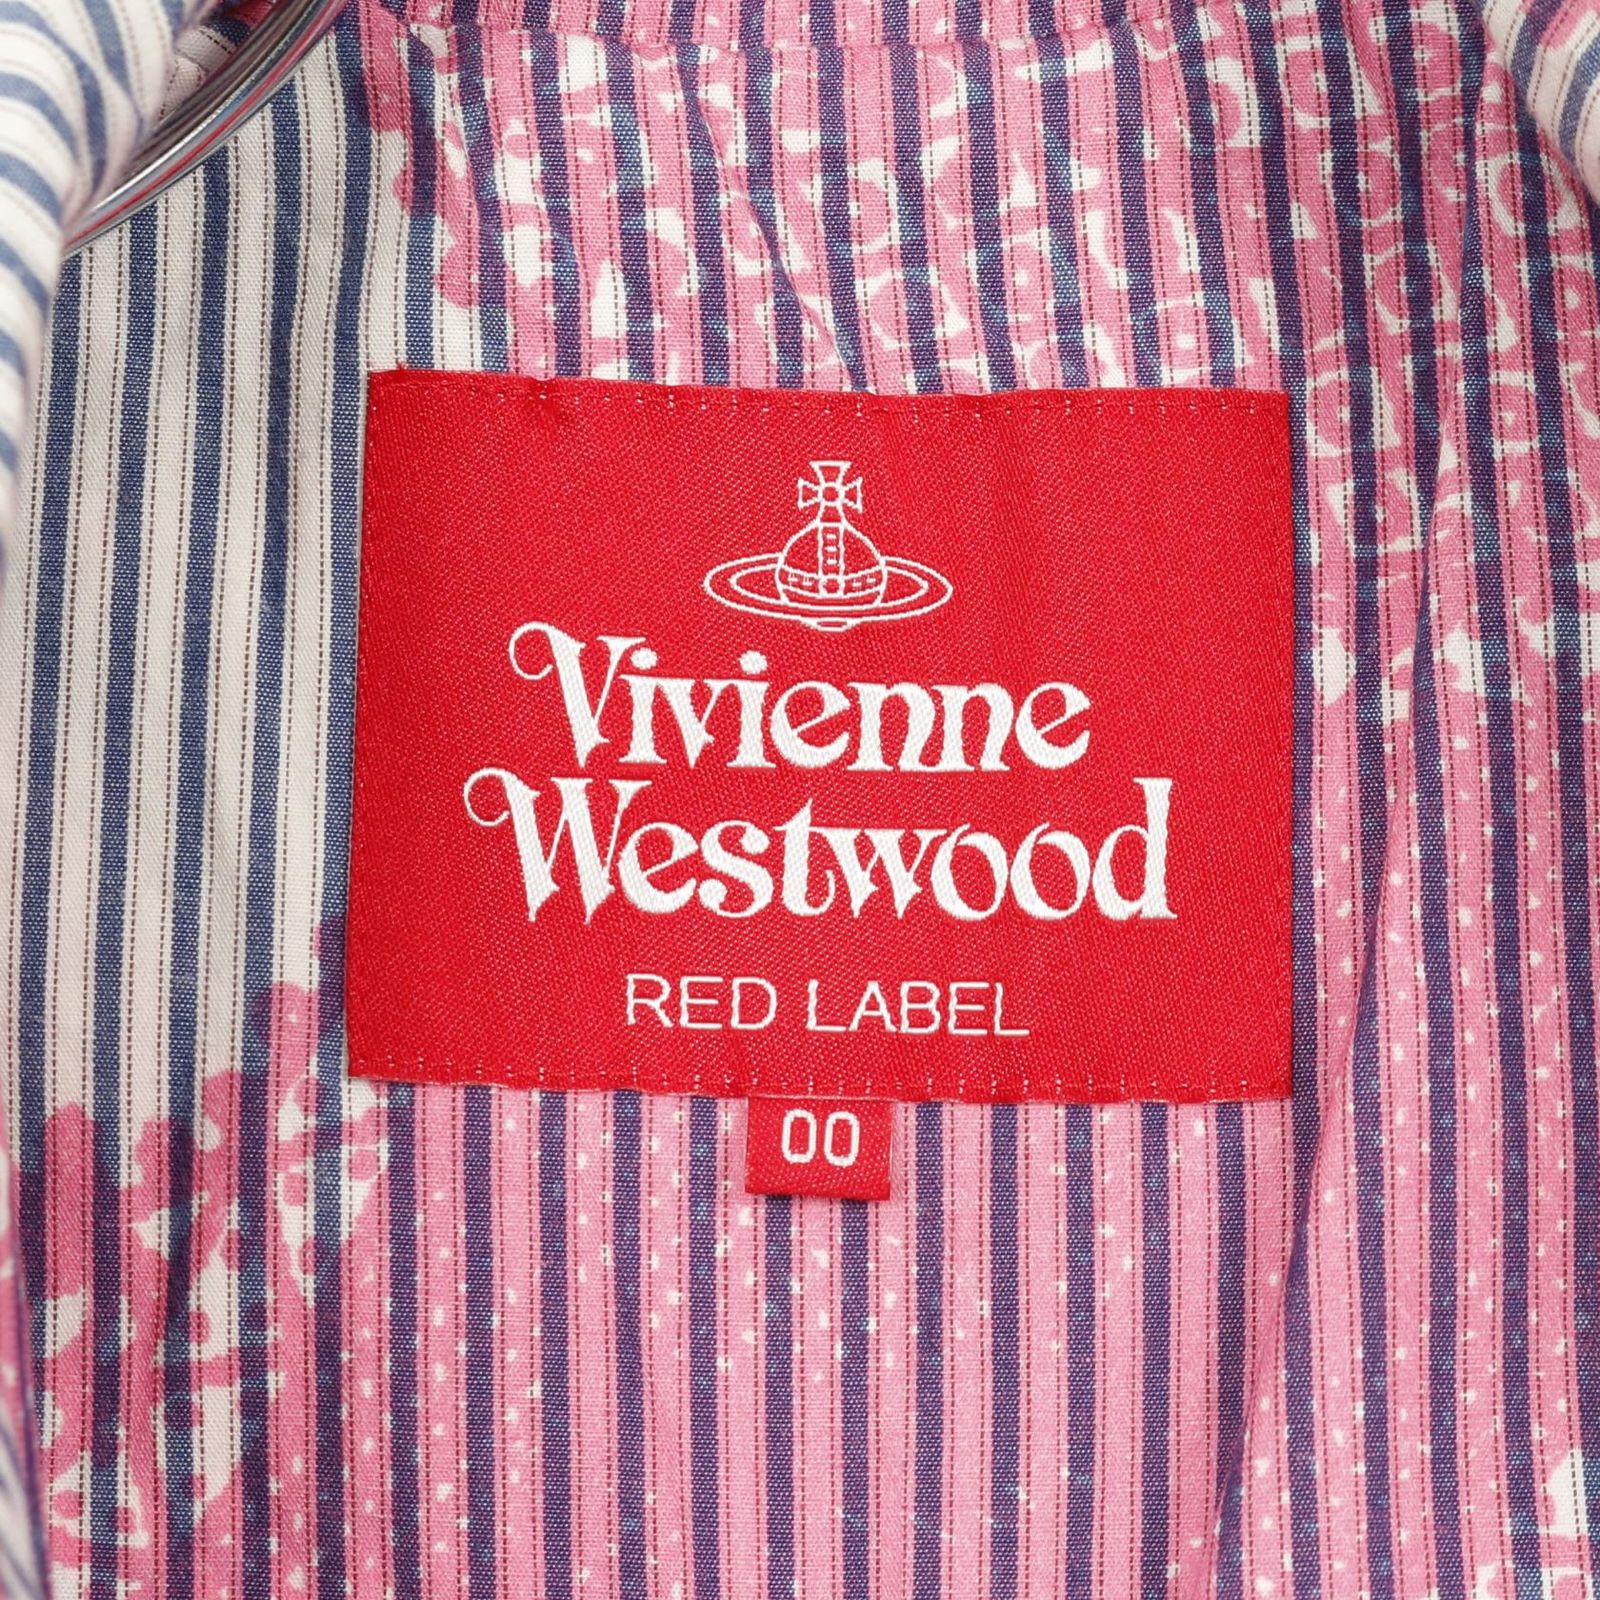 Vivienne
Westwood
RED LABEL
00